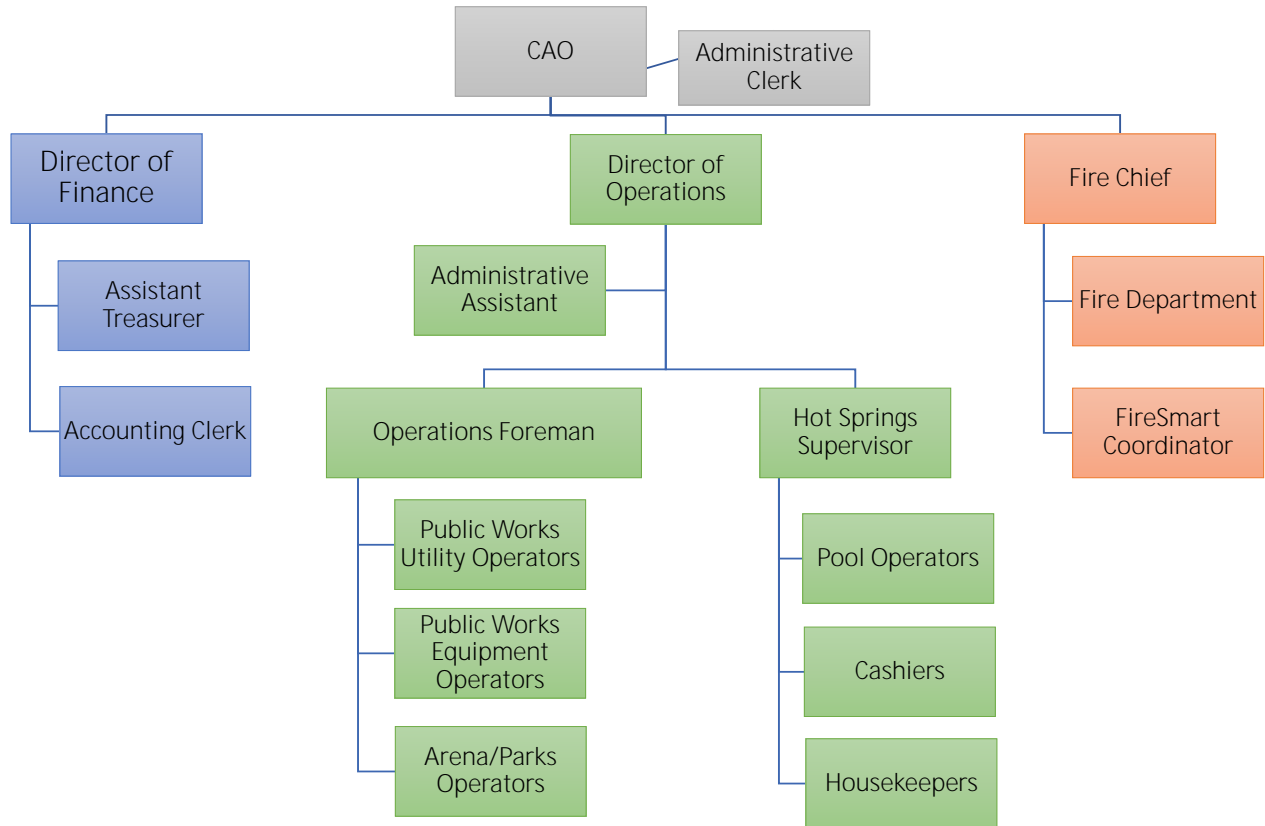 CAO
Administrative
Clerk
Director of
Finance
Director of
Operations
Fire Chief
Assistant
Treasurer
Accounting Clerk
Administrative
Assistant
Fire Department
FireSmart
Coordinator
Operations Foreman
Hot Springs
Supervisor
Public Works
Utility Operators
Public Works
Equipment
Operators
Arena/Parks
Operators
Pool Operators
Cashiers
Housekeepers